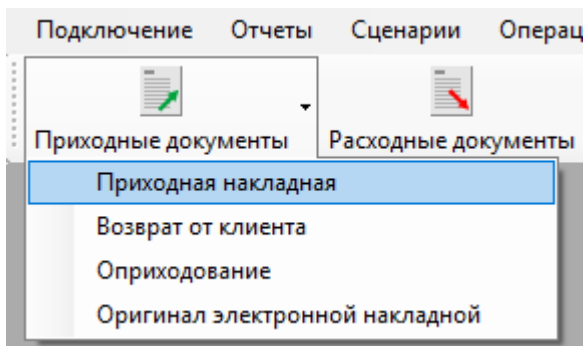 Подключение Отчеты Сценарии Операц
Приходные документы Расходные документы
Приходная накладная
Возврат от клиента
Оприходование
Оригинал электронной накладной